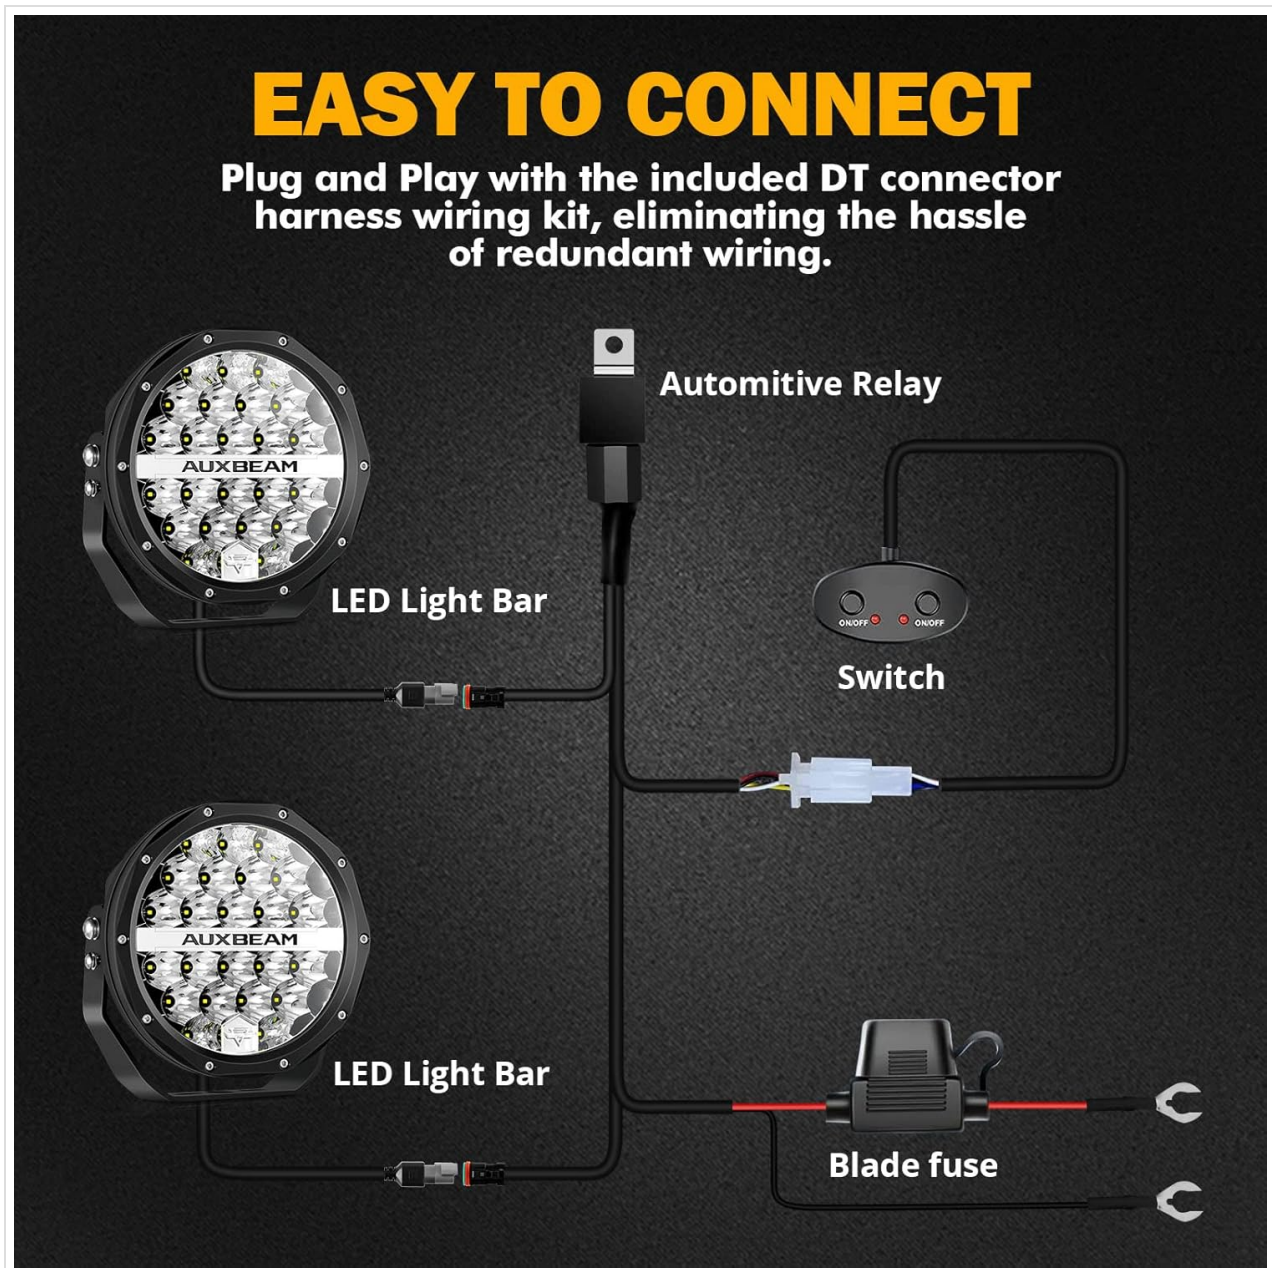 EASY TO CONNECT
Plug and Play with the included DT connector
harness wiring kit, eliminating the hassle
of redundant wiring.
Automitive Relay
AUXBEAM
LED Light Bar
ON/OFF
ON/OFF
Switch
AUXBEAM
LED Light Bar
Blade fuse